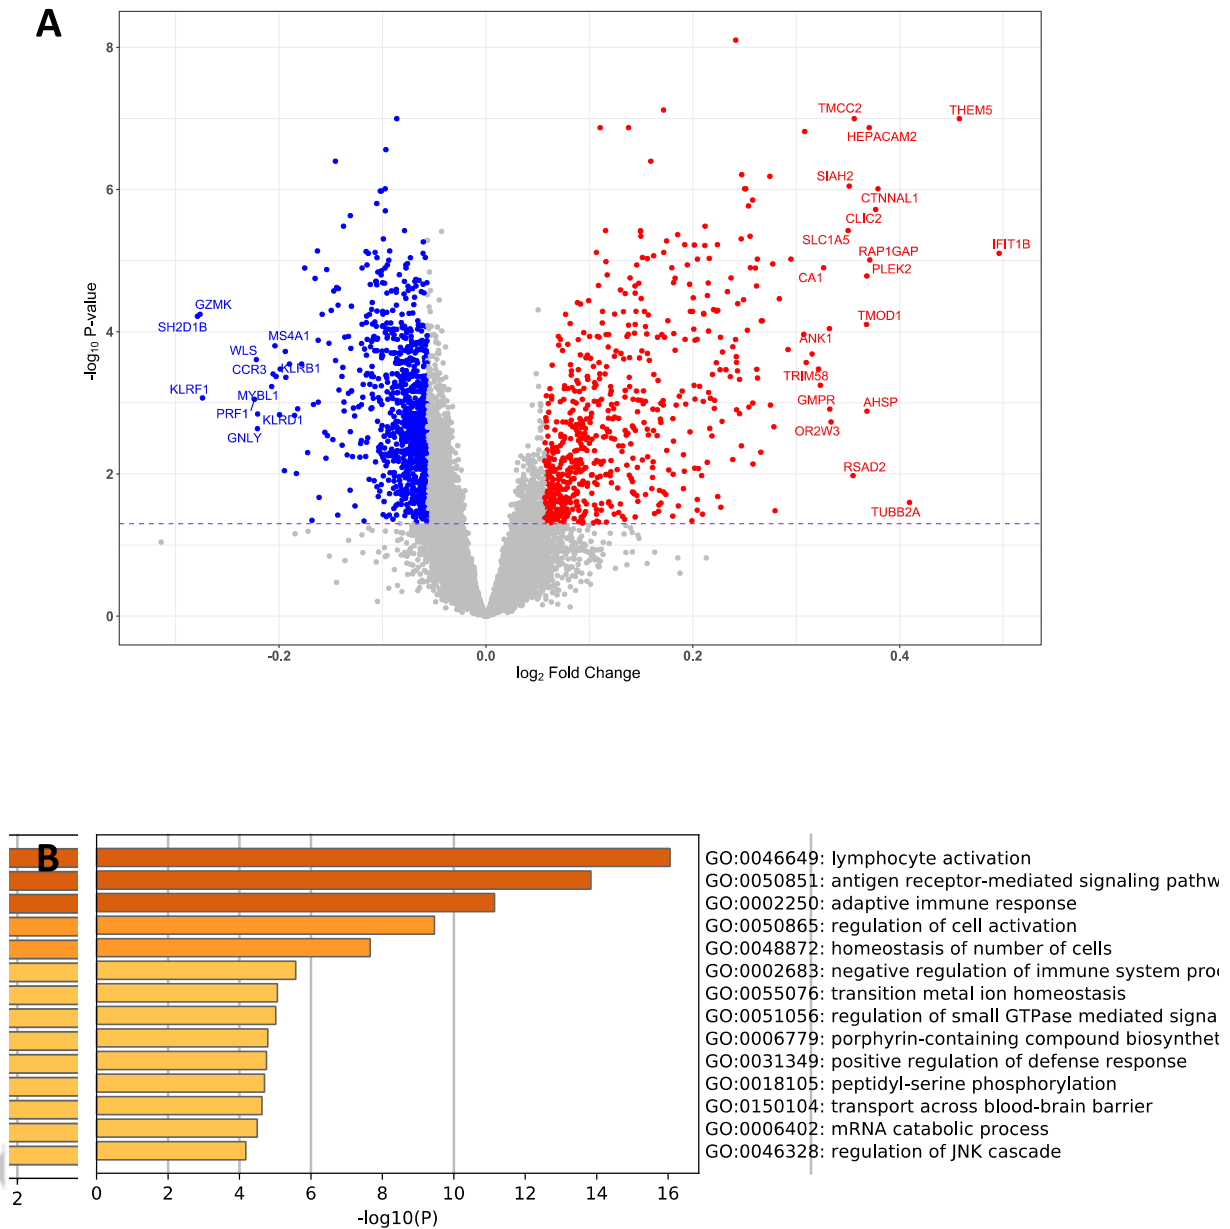 A
8
6
4
2
0
-log10 P-value
TMCC2
THEM5
HEPACAM2
SIAH2
CTNNAL1
CLIC2
SLC1A5
IFIT1B
RAP1GAP
PLEK2
CA1
GZMK
SH2D1B
TMOD1
MS4A1
ANK1
WLS
CCR3
KLRB1
TRIM58
KLRF1
MYBL1
GMPR
AHSP
PRF1
KLRD1
OR2W3
GNLY
RSAD2
TUBB2A
-0.2 0.0 0.2 0.4
log2 Fold Change
B
GO:0046649: lymphocyte activation
GO:0050851: antigen receptor-mediated signaling pathw
GO:0002250: adaptive immune response
GO:0050865: regulation of cell activation
GO:0048872: homeostasis of number of cells
GO:0002683: negative regulation of immune system pro
GO:0055076: transition metal ion homeostasis
GO:0051056: regulation of small GTPase mediated signa
GO:0006779: porphyrin-containing compound biosynthet
GO:0031349: positive regulation of defense response
GO:0018105: peptidyl-serine phosphorylation
GO:0150104: transport across blood-brain barrier
GO:0006402: mRNA catabolic process
GO:0046328: regulation of JNK cascade
2 0 2 4 6 8 10 12 14 16
-log10(P)